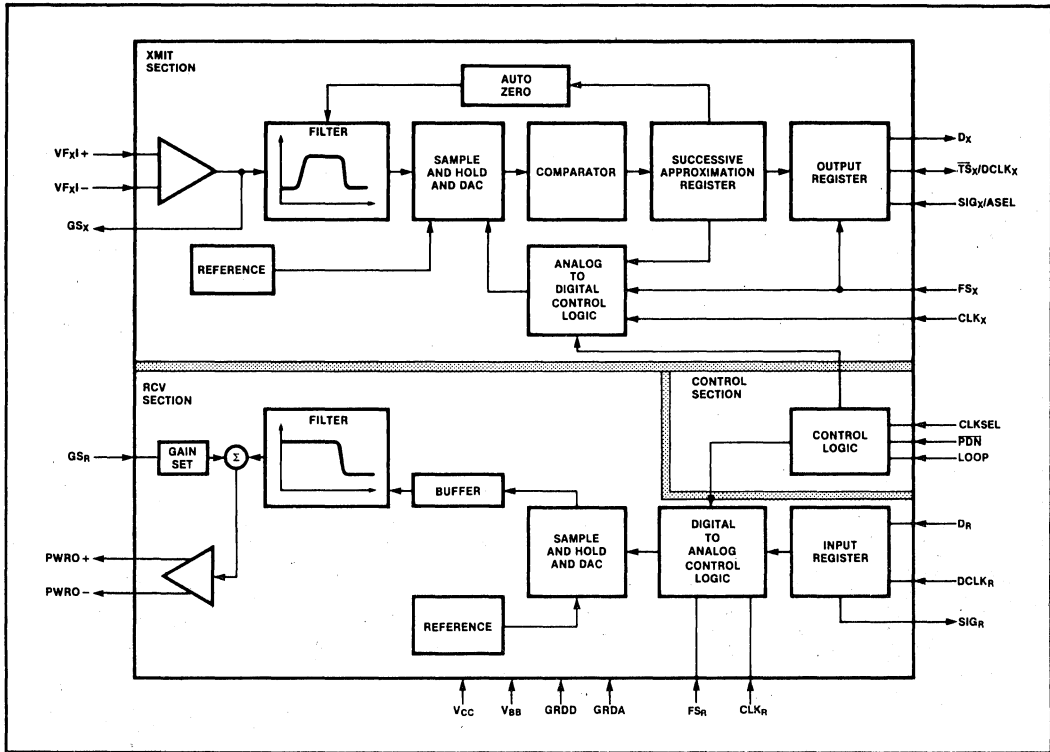 XMIT
SECTION
AUTO
ZERO
FILTER
VFXI+
VFXI−
GSX
SAMPLE
AND HOLD
AND DAC
COMPARATOR
SUCCESSIVE
APPROXIMATION
REGISTER
OUTPUT
REGISTER
DX
T̅S̅X/DCLKX
SIGX/ASEL
REFERENCE
ANALOG
TO
DIGITAL
CONTROL
LOGIC
FSX
CLKX
RCV
SECTION
CONTROL
SECTION
FILTER
GSR
GAIN
SET
Σ
BUFFER
CONTROL
LOGIC
CLKSEL
P̅D̅N̅
LOOP
PWRO+
PWRO−
SAMPLE
AND HOLD
AND DAC
DIGITAL
TO
ANALOG
CONTROL
LOGIC
INPUT
REGISTER
DR
DCLKR
SIGR
REFERENCE
VCC
VBB
GRDD
GRDA
FSR
CLKR